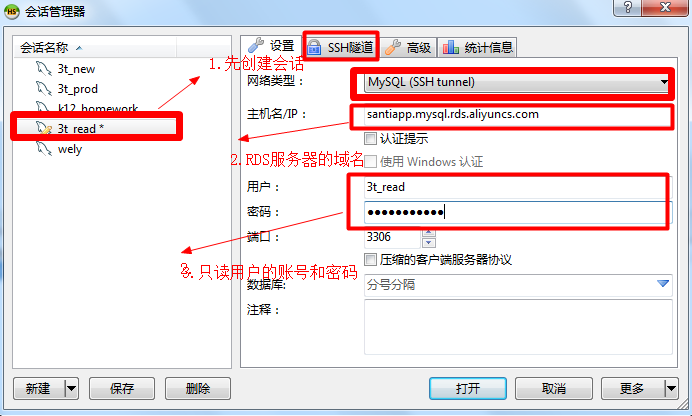 HS 会话管理器
会话名称
3t_new
3t_prod
k12_homework
3t_read *
wely
设置
SSH隧道
高级
统计信息
1.先创建会话
网络类型：
MySQL (SSH tunnel)
主机名/IP：
santiapp.mysql.rds.aliyuncs.com
认证提示
2.RDS服务器的域名
使用 Windows 认证
用户：
3t_read
密码：
●●●●●●●●●●●
端口：
3306
3.只读用户的账号和密码
压缩的客户端服务器协议
数据库:
分号分隔
注释：
新建
保存
删除
打开
取消
更多